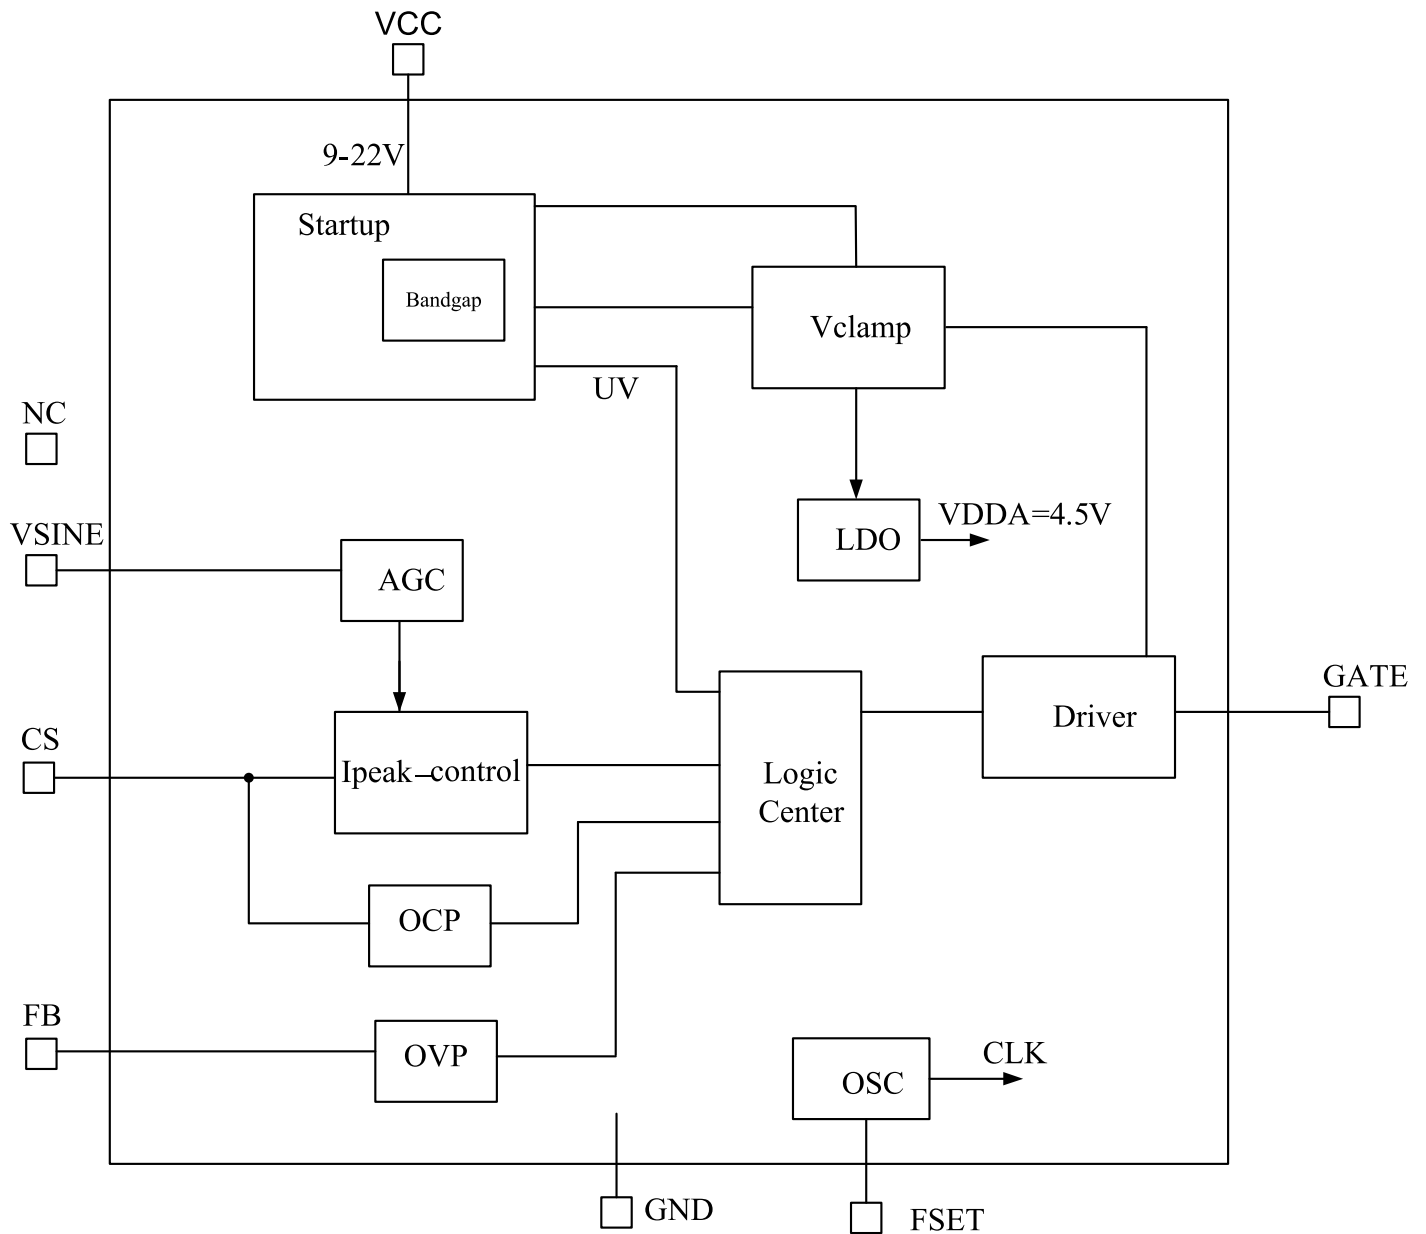 VCC
9-22V
Startup
Bandgap
Vclamp
UV
NC
VSINE
VDDA=4.5V
LDO
AGC
GATE
Driver
CS
Ipeak–control
Logic
Center
OCP
FB
OVP
CLK
OSC
GND
FSET